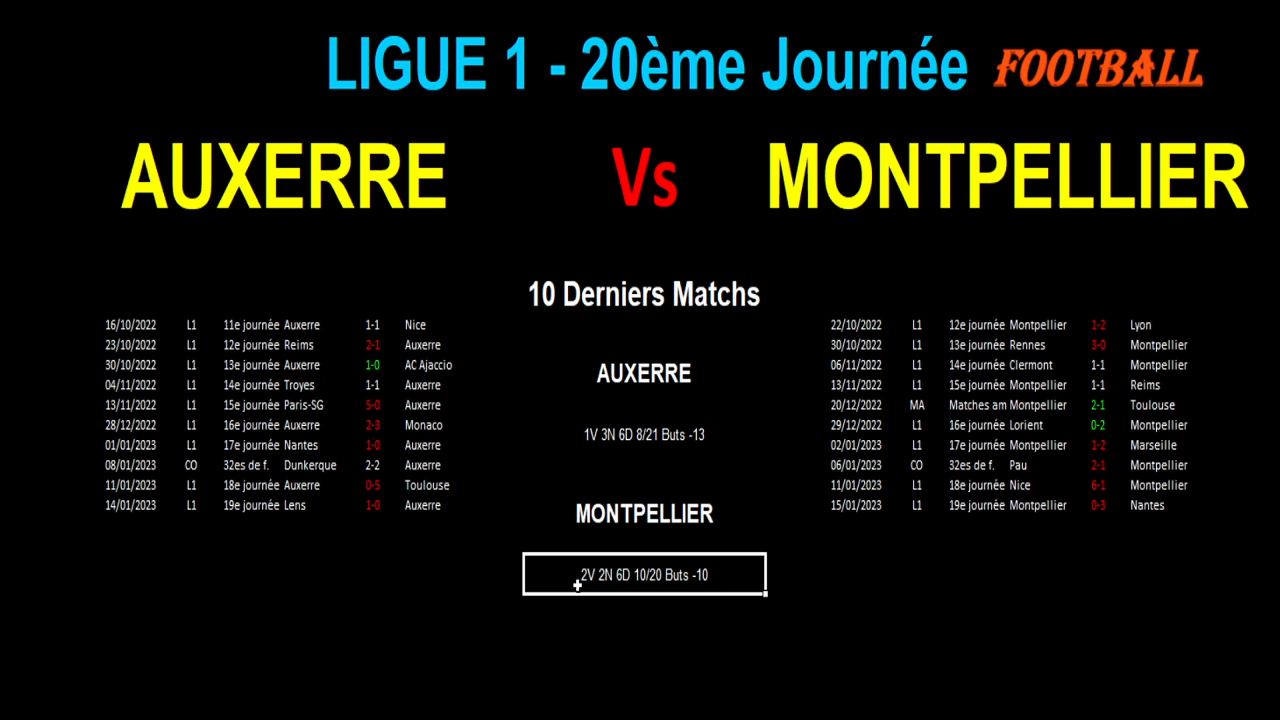 LIGUE 1 - 20ème Journée FOOTBALL
AUXERRE Vs MONTPELLIER
10 Derniers Matchs
16/10/2022 L1 11e journée Auxerre 1-1 Nice
23/10/2022 L1 12e journée Reims 2-1 Auxerre
30/10/2022 L1 13e journée Auxerre 1-0 AC Ajaccio
04/11/2022 L1 14e journée Troyes 1-1 Auxerre
13/11/2022 L1 15e journée Paris-SG 5-0 Auxerre
28/12/2022 L1 16e journée Auxerre 2-3 Monaco
01/01/2023 L1 17e journée Nantes 1-0 Auxerre
08/01/2023 CO 32es de f. Dunkerque 2-2 Auxerre
11/01/2023 L1 18e journée Auxerre 0-5 Toulouse
14/01/2023 L1 19e journée Lens 1-0 Auxerre
AUXERRE
1V 3N 6D 8/21 Buts -13
MONTPELLIER
2V 2N 6D 10/20 Buts -10
22/10/2022 L1 12e journée Montpellier 1-2 Lyon
30/10/2022 L1 13e journée Rennes 3-0 Montpellier
06/11/2022 L1 14e journée Clermont 1-1 Montpellier
13/11/2022 L1 15e journée Montpellier 1-1 Reims
20/12/2022 MA Matches am Montpellier 2-1 Toulouse
29/12/2022 L1 16e journée Lorient 0-2 Montpellier
02/01/2023 L1 17e journée Montpellier 1-2 Marseille
06/01/2023 CO 32es de f. Pau 2-1 Montpellier
11/01/2023 L1 18e journée Nice 6-1 Montpellier
15/01/2023 L1 19e journée Montpellier 0-3 Nantes